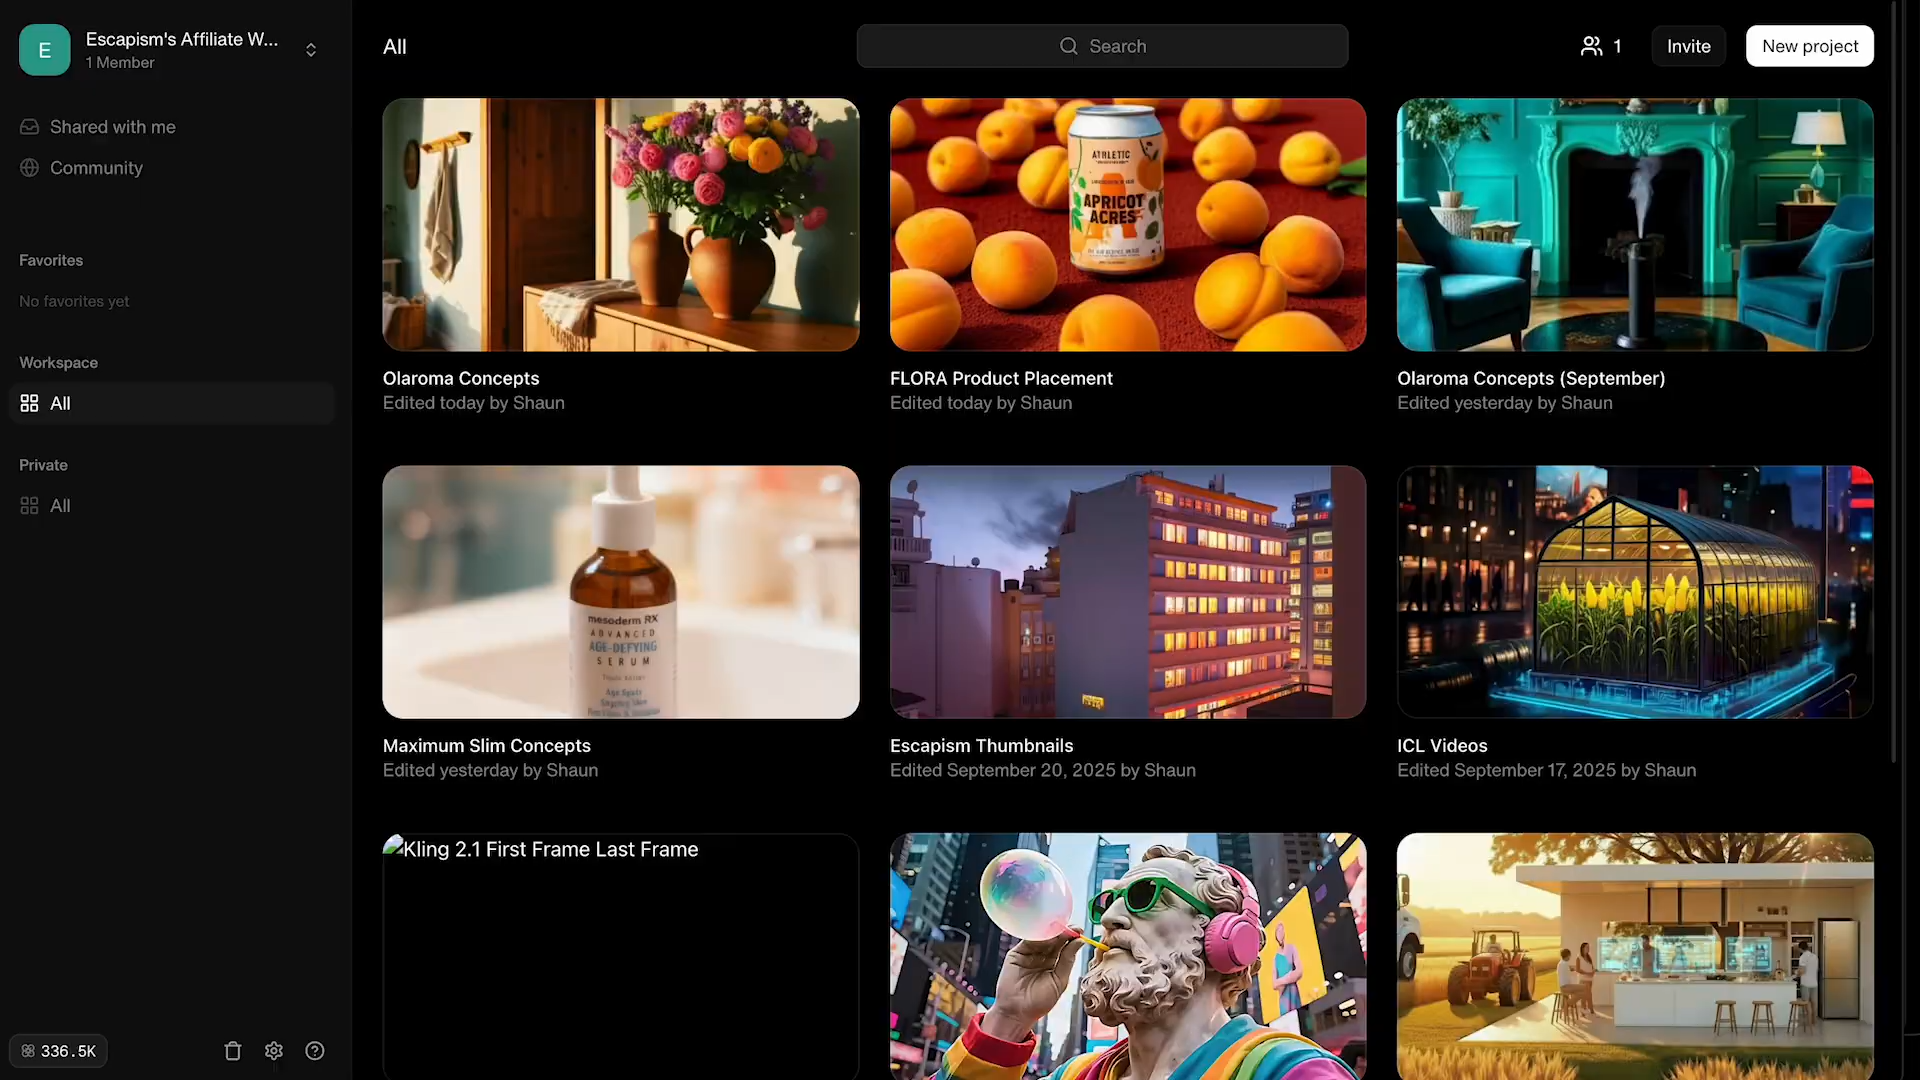 E
Escapism's Affiliate W...
1 Member
Shared with me
Community
Favorites
No favorites yet
Workspace
All
Private
All
336.5K
All
Search
1
Invite
New project
ATHLETIC
APRICOT
ACRES
Olaroma Concepts
Edited today by Shaun
FLORA Product Placement
Edited today by Shaun
Olaroma Concepts (September)
Edited yesterday by Shaun
mesoderm RX
ADVANCED
AGE-DEFYING
SERUM
Age Spots
Maximum Slim Concepts
Edited yesterday by Shaun
Escapism Thumbnails
Edited September 20, 2025 by Shaun
ICL Videos
Edited September 17, 2025 by Shaun
Kling 2.1 First Frame Last Frame